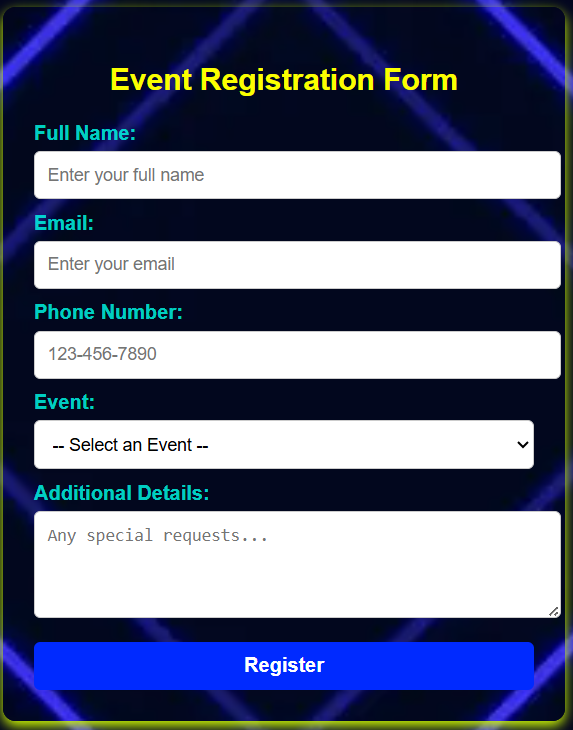 Event Registration Form
Full Name:
Enter your full name
Email:
Enter your email
Phone Number:
123-456-7890
Event:
-- Select an Event --
Additional Details:
Any special requests...
Register